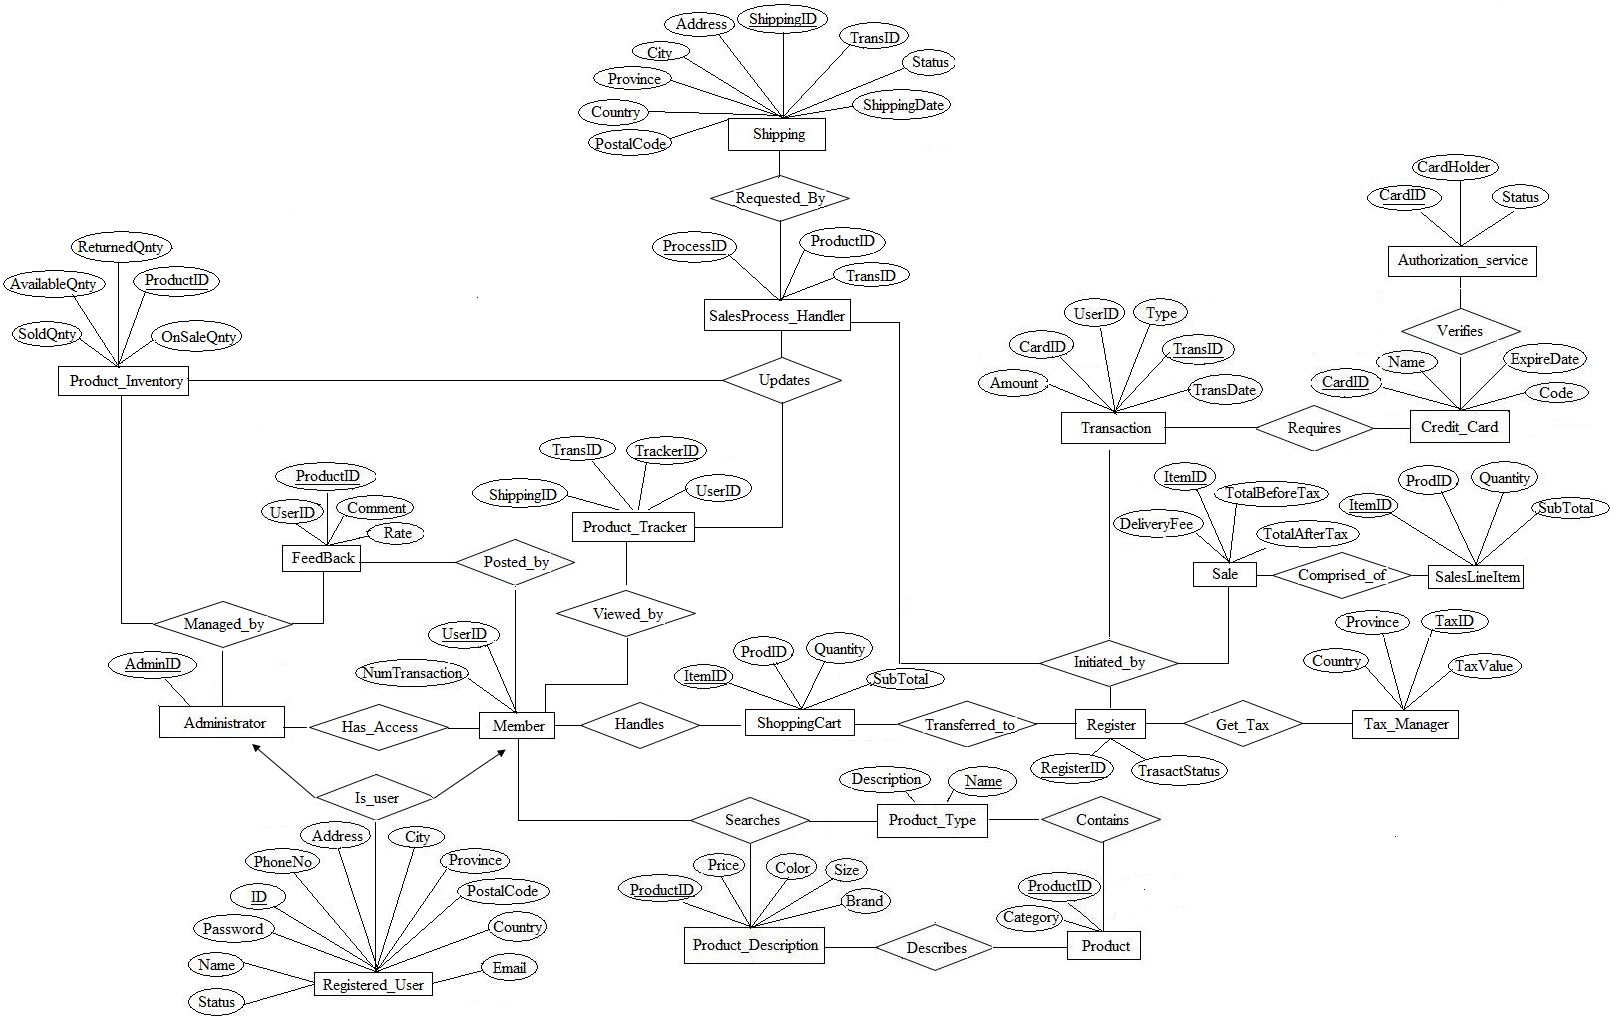 ShippingID
Address
TransID
City
Status
Province
ShippingDate
Country
PostalCode
Shipping
CardHolder
CardID
Status
Requested_By
ReturnedQnty
ProcessID
ProductID
Authorization_service
AvailableQnty
ProductID
TransID
UserID
Type
SalesProcess_Handler
SoldQnty
OnSaleQnty
Verifies
CardID
TransID
Name
ExpireDate
Product_Inventory
Updates
Amount
TransDate
CardID
Code
Transaction
Requires
Credit_Card
TransID
TrackerID
ProductID
ItemID
ProdID
Quantity
ShippingID
UserID
TotalBeforeTax
UserID
Comment
ItemID
SubTotal
Product_Tracker
DeliveryFee
Rate
TotalAfterTax
FeedBack
Posted_by
Sale
Comprised_of
SalesLineItem
Managed_by
Viewed_by
Province
TaxID
UserID
ProdID
Quantity
Initiated_by
Country
TaxValue
AdminID
NumTransaction
ItemID
SubTotal
Administrator
Has_Access
Member
Handles
ShoppingCart
Transferred_to
Register
Get_Tax
Tax_Manager
RegisterID
TrasactStatus
Description
Name
Is_user
Searches
Product_Type
Contains
Address
City
PhoneNo
Province
Price
Color
Size
ID
PostalCode
ProductID
ProductID
Brand
Password
Country
Category
Product_Description
Describes
Product
Name
Email
Registered_User
Status